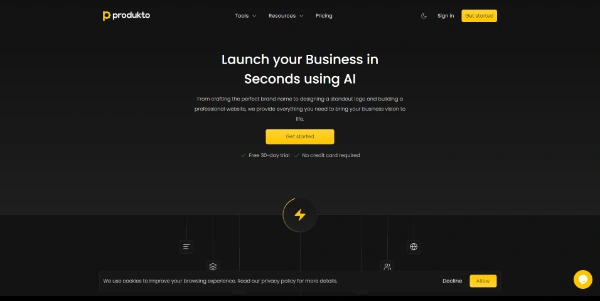 produkto
Tools
Resources
Pricing
Sign in
Get started
Launch your Business in
Seconds using AI
From crafting the perfect brand name to designing a standout logo and building a
professional website, we provide everything you need to bring your business vision to
life.
Get started
Free 30-day trial
No credit card required
We use cookies to improve your browsing experience. Read our privacy policy for more details.
Decline
Allow